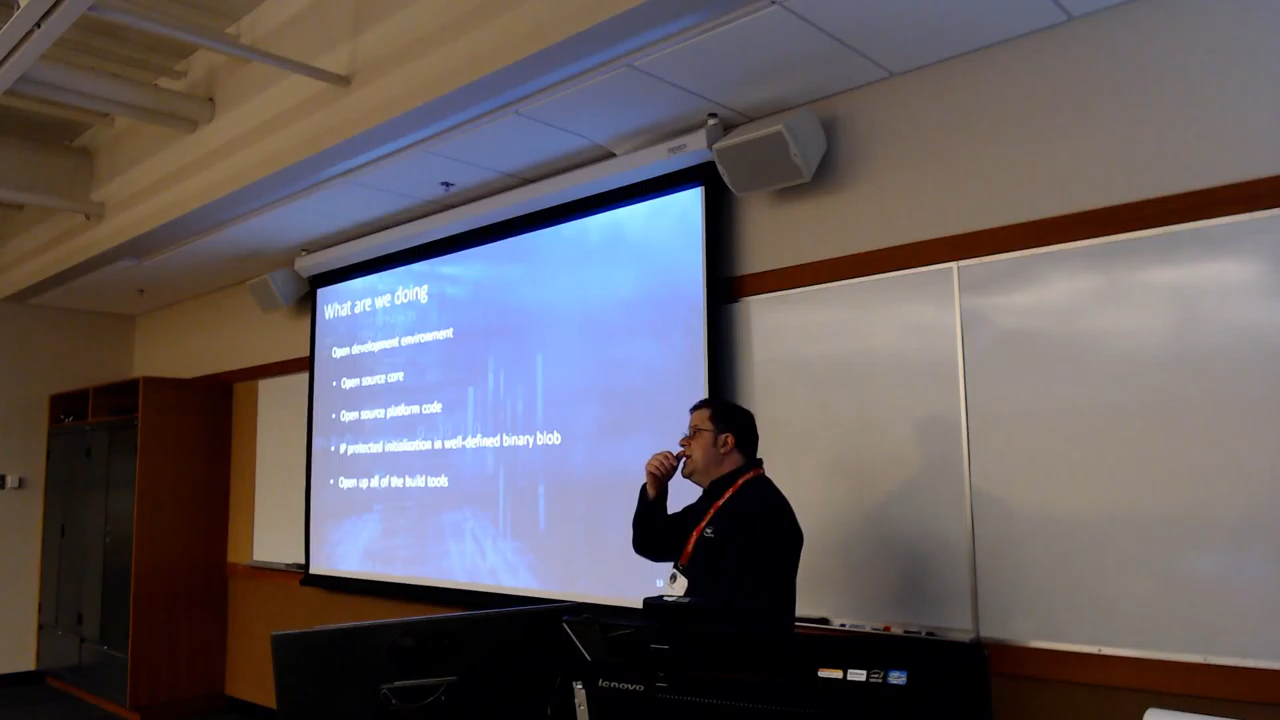 What are we doing
Open development environment
• Open source core
• Open source platform code
• IP protected initialization in well-defined binary blob
• Open up all of the build tools
13
lenovo